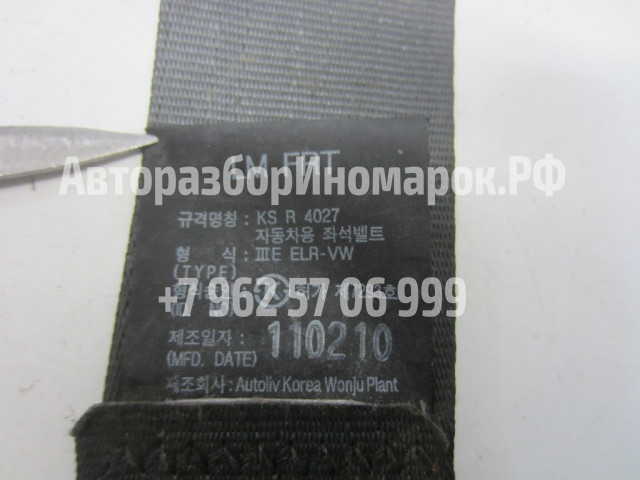 LM FRT
АвторазборИномарок.РФ
규격명칭 : KS R 4027
자동차용 좌석벨트
형 식 : ⅢE ELR-VW
(TYPE)
+7 962 57 06 999
제조일자 : 110210
(MFD. DATE)
제조회사 : Autoliv Korea Wonju Plant